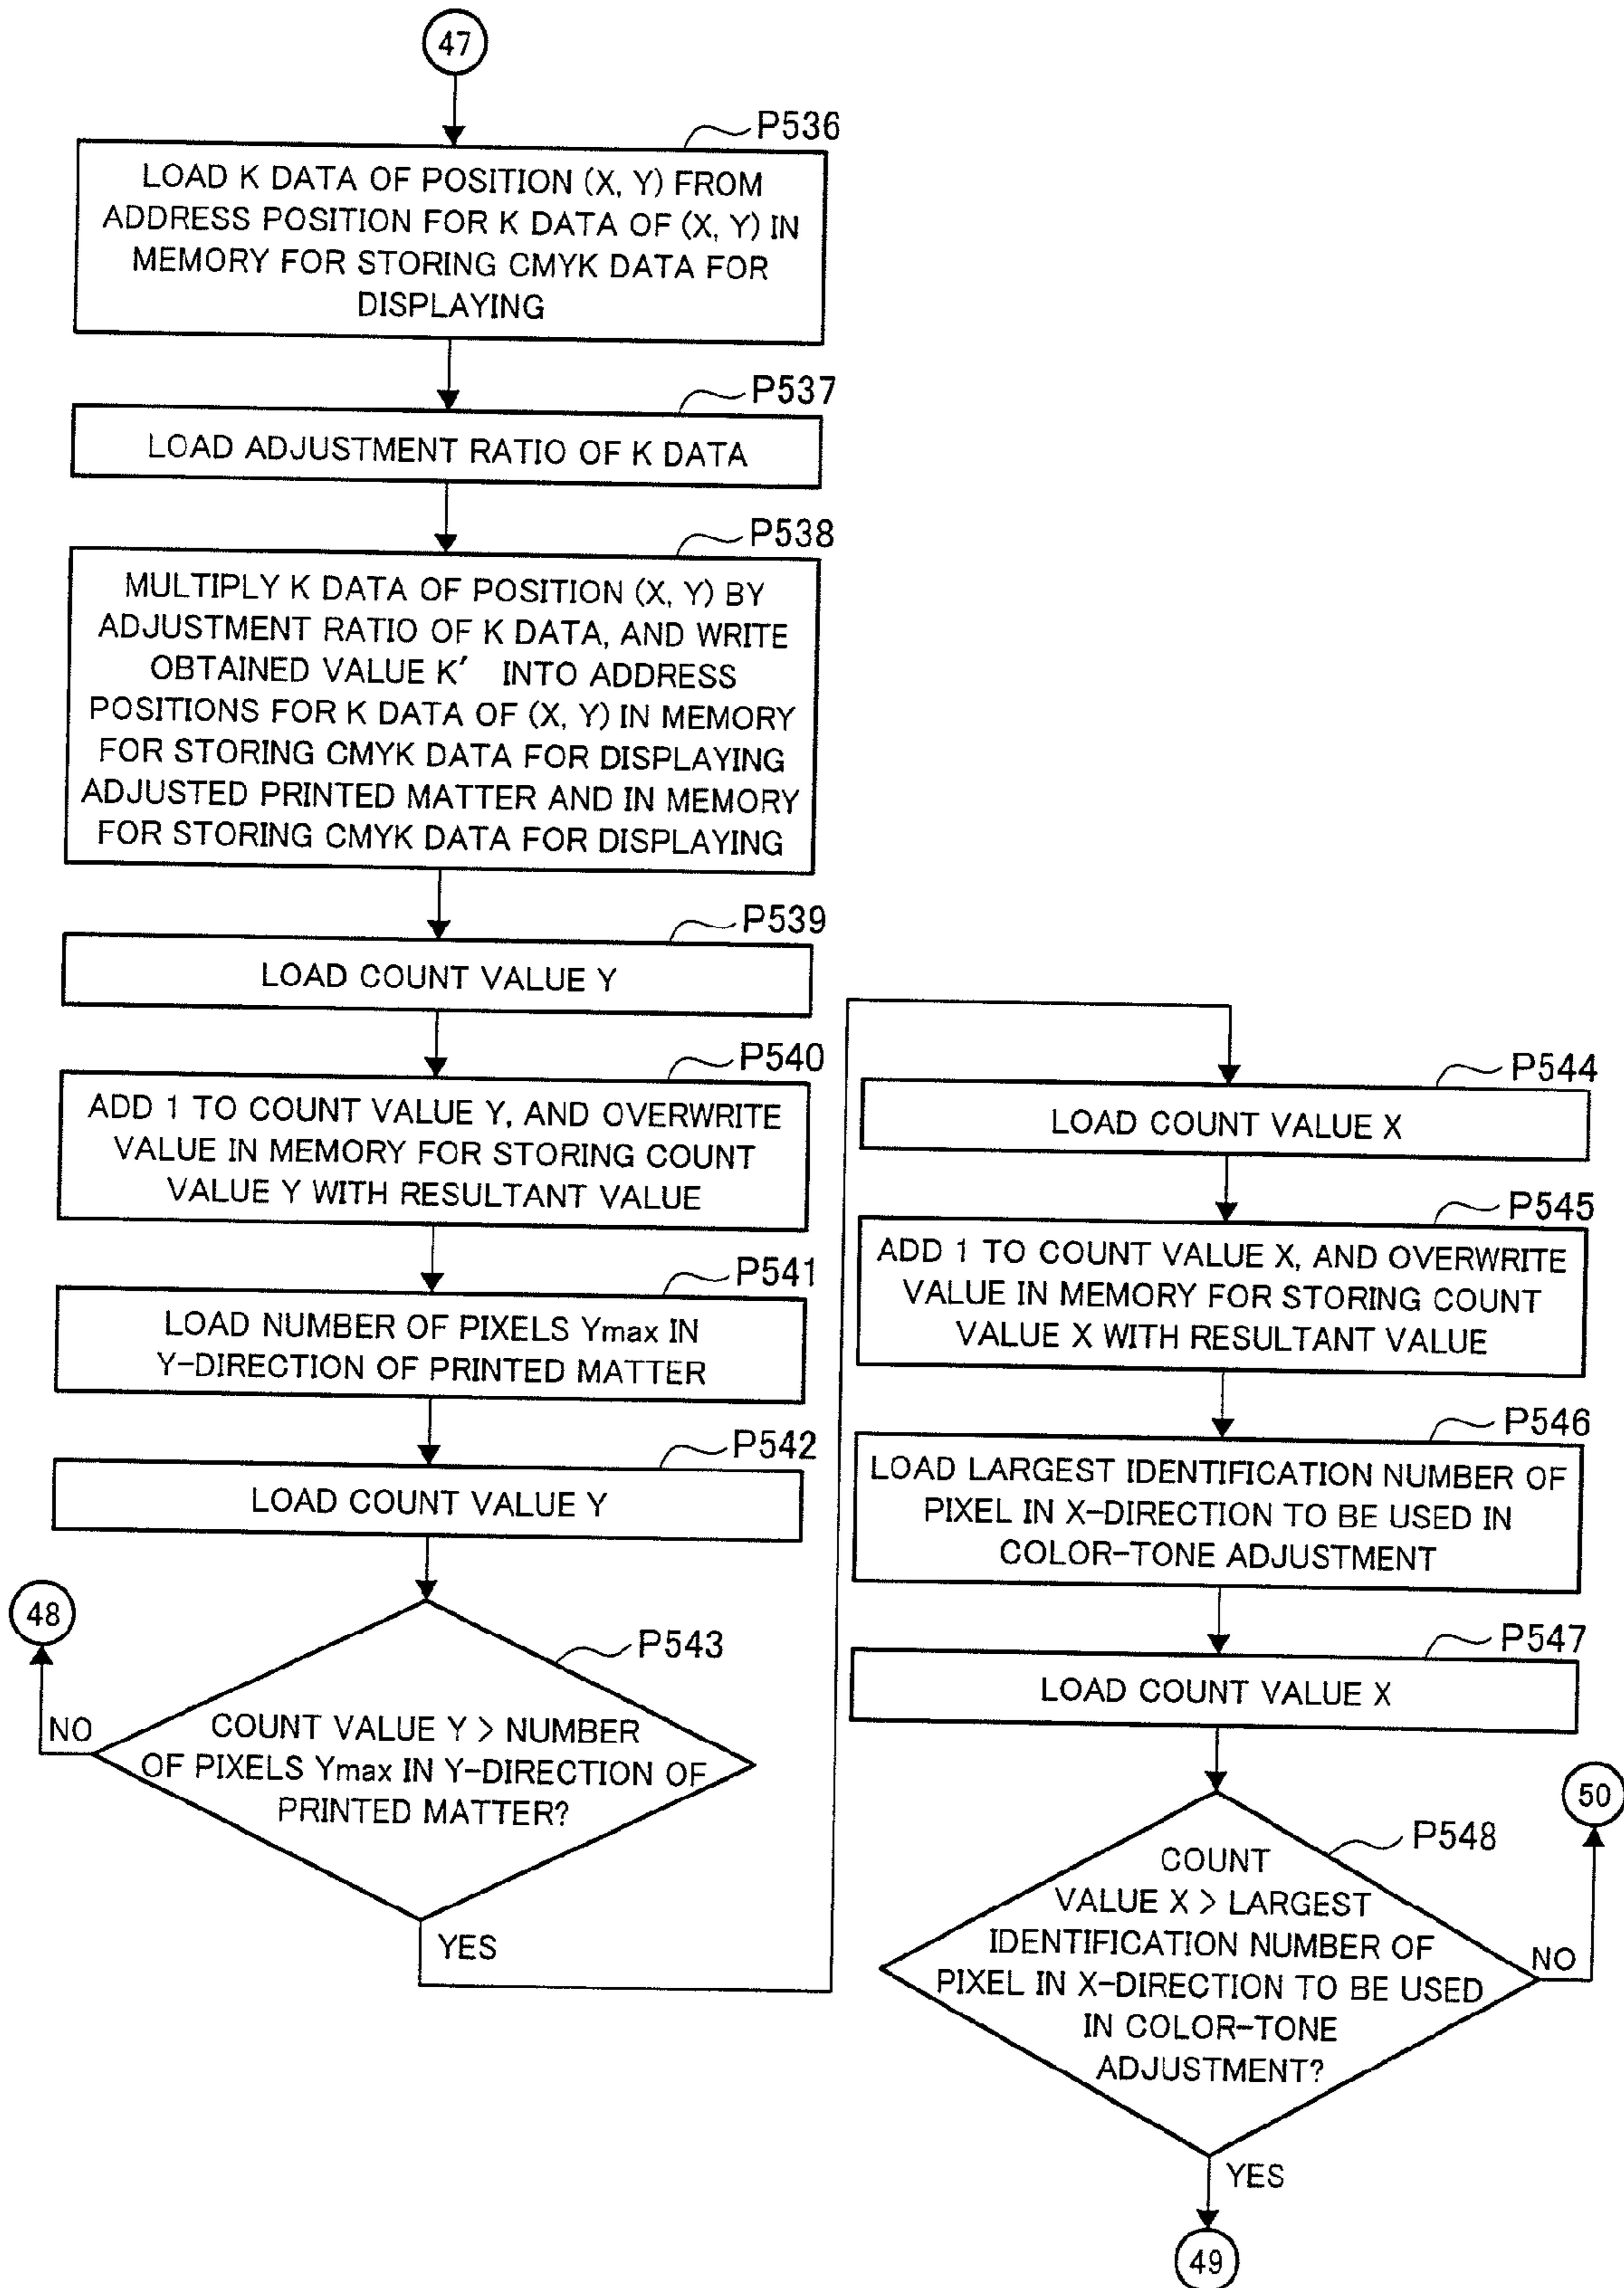 47
P536
LOAD K DATA OF POSITION (X, Y) FROM
ADDRESS POSITION FOR K DATA OF (X, Y) IN
MEMORY FOR STORING CMYK DATA FOR
DISPLAYING
P537
LOAD ADJUSTMENT RATIO OF K DATA
P538
MULTIPLY K DATA OF POSITION (X, Y) BY
ADJUSTMENT RATIO OF K DATA, AND WRITE
OBTAINED VALUE K′ INTO ADDRESS
POSITIONS FOR K DATA OF (X, Y) IN MEMORY
FOR STORING CMYK DATA FOR DISPLAYING
ADJUSTED PRINTED MATTER AND IN MEMORY
FOR STORING CMYK DATA FOR DISPLAYING
P539
LOAD COUNT VALUE Y
P540
ADD 1 TO COUNT VALUE Y, AND OVERWRITE
VALUE IN MEMORY FOR STORING COUNT
VALUE Y WITH RESULTANT VALUE
P541
LOAD NUMBER OF PIXELS Ymax IN
Y-DIRECTION OF PRINTED MATTER
P542
LOAD COUNT VALUE Y
48
P543
NO
COUNT VALUE Y > NUMBER
OF PIXELS Ymax IN Y-DIRECTION OF
PRINTED MATTER?
YES
P544
LOAD COUNT VALUE X
P545
ADD 1 TO COUNT VALUE X, AND OVERWRITE
VALUE IN MEMORY FOR STORING COUNT
VALUE X WITH RESULTANT VALUE
P546
LOAD LARGEST IDENTIFICATION NUMBER OF
PIXEL IN X-DIRECTION TO BE USED IN
COLOR-TONE ADJUSTMENT
P547
LOAD COUNT VALUE X
50
P548
COUNT
VALUE X > LARGEST
IDENTIFICATION NUMBER OF
PIXEL IN X-DIRECTION TO BE USED
IN COLOR-TONE
ADJUSTMENT?
NO
YES
49